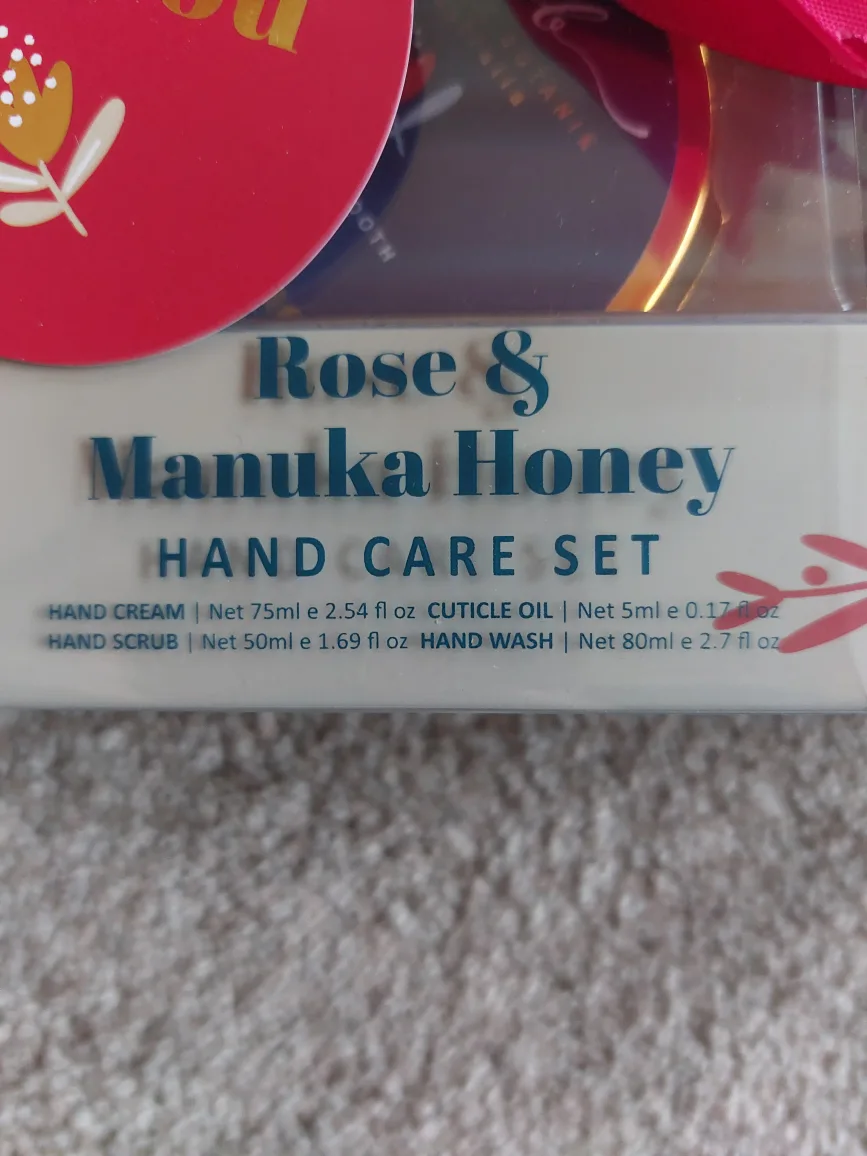 Rose &
Manuka Honey
HAND CARE SET
HAND CREAM | Net 75ml e 2.54 fl oz CUTICLE OIL | Net 5ml e 0.17 fl oz
HAND SCRUB | Net 50ml e 1.69 fl oz HAND WASH | Net 80ml e 2.7 fl oz